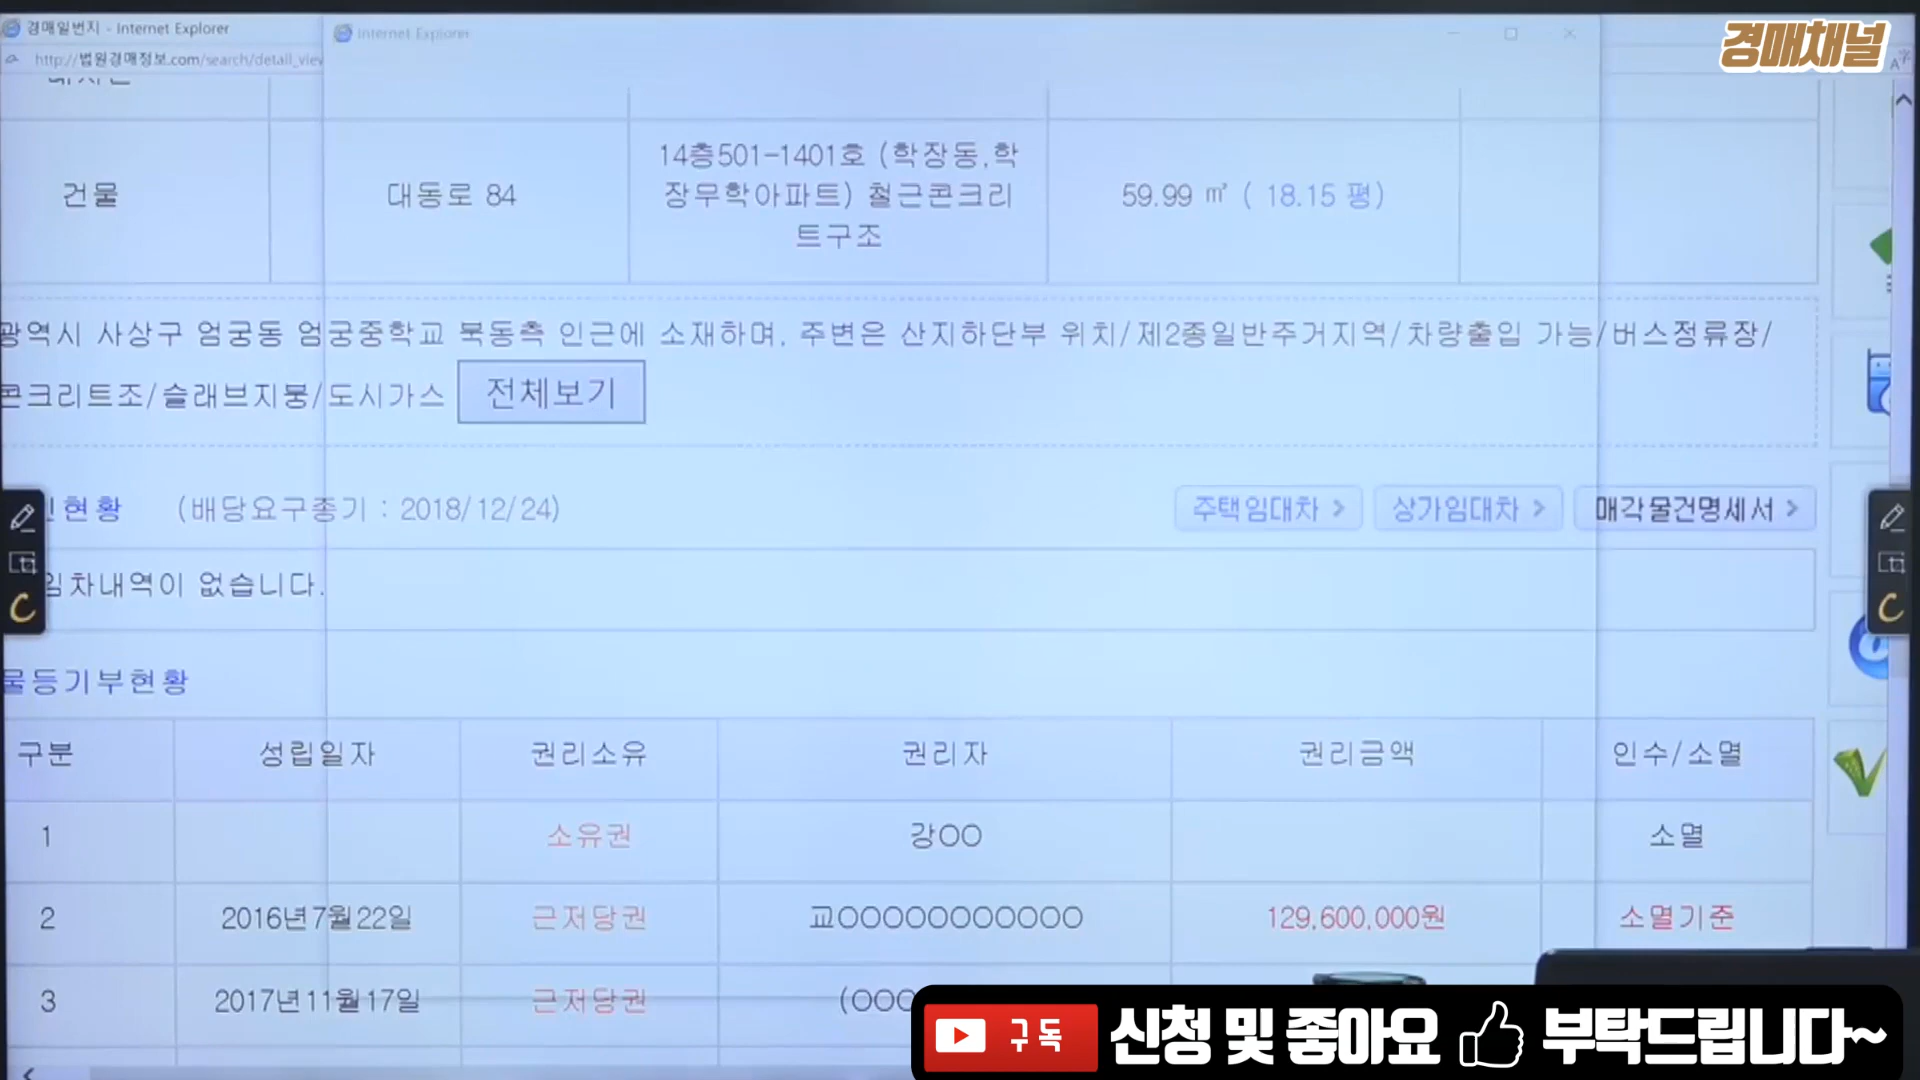 경매일번지 - Internet Explorer
Internet Explorer
경매채널
http://법원경매정보.com/search/detail_view
건물
대동로 84
14층501-1401호 (학장동,학
장무학아파트) 철근콘크리
트구조
59.99 ㎡ ( 18.15 평)
광역시 사상구 엄궁동 엄궁중학교 북동측 인근에 소재하며, 주변은 산지하단부 위치/제2종일반주거지역/차량출입 가능/버스정류장/
콘크리트조/슬래브지붕/도시가스 전체보기
인현황 (배당요구종기 : 2018/12/24)
주택임대차 > 상가임대차 > 매각물건명세서 >
임차내역이 없습니다.
물등기부현황
구분 성립일자 권리소유 권리자 권리금액 인수/소멸
1 소유권 강OO 소멸
2 2016년7월22일 근저당권 교OOOOOOOOOOO 129,600,000원 소멸기준
3 2017년11월17일 근저당권 (OOO
구독 신청 및 좋아요 부탁드립니다~